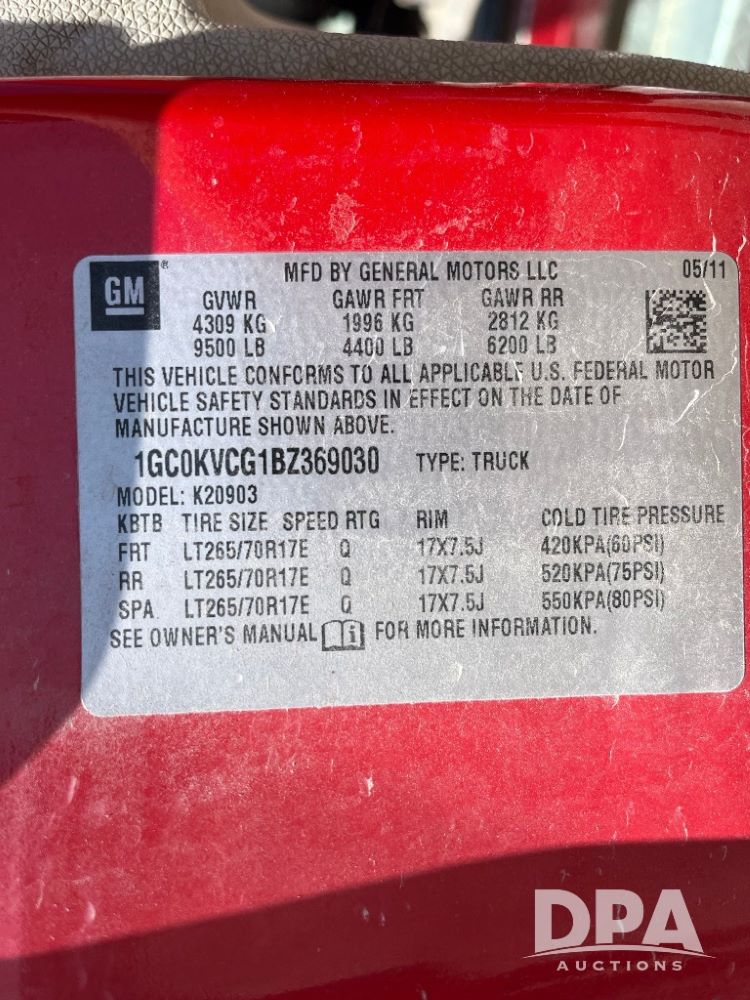 GM® MFD BY GENERAL MOTORS LLC 05/11
GVWR GAWR FRT GAWR RR
4309 KG 1996 KG 2812 KG
9500 LB 4400 LB 6200 LB
THIS VEHICLE CONFORMS TO ALL APPLICABLE U.S. FEDERAL MOTOR
VEHICLE SAFETY STANDARDS IN EFFECT ON THE DATE OF
MANUFACTURE SHOWN ABOVE.
1GC0KVCG1BZ369030 TYPE: TRUCK
MODEL: K20903
KBTB TIRE SIZE SPEED RTG RIM COLD TIRE PRESSURE
FRT LT265/70R17E Q 17X7.5J 420KPA(60PSI)
RR LT265/70R17E Q 17X7.5J 520KPA(75PSI)
SPA LT265/70R17E Q 17X7.5J 550KPA(80PSI)
SEE OWNER'S MANUAL i FOR MORE INFORMATION.
DPA
AUCTIONS